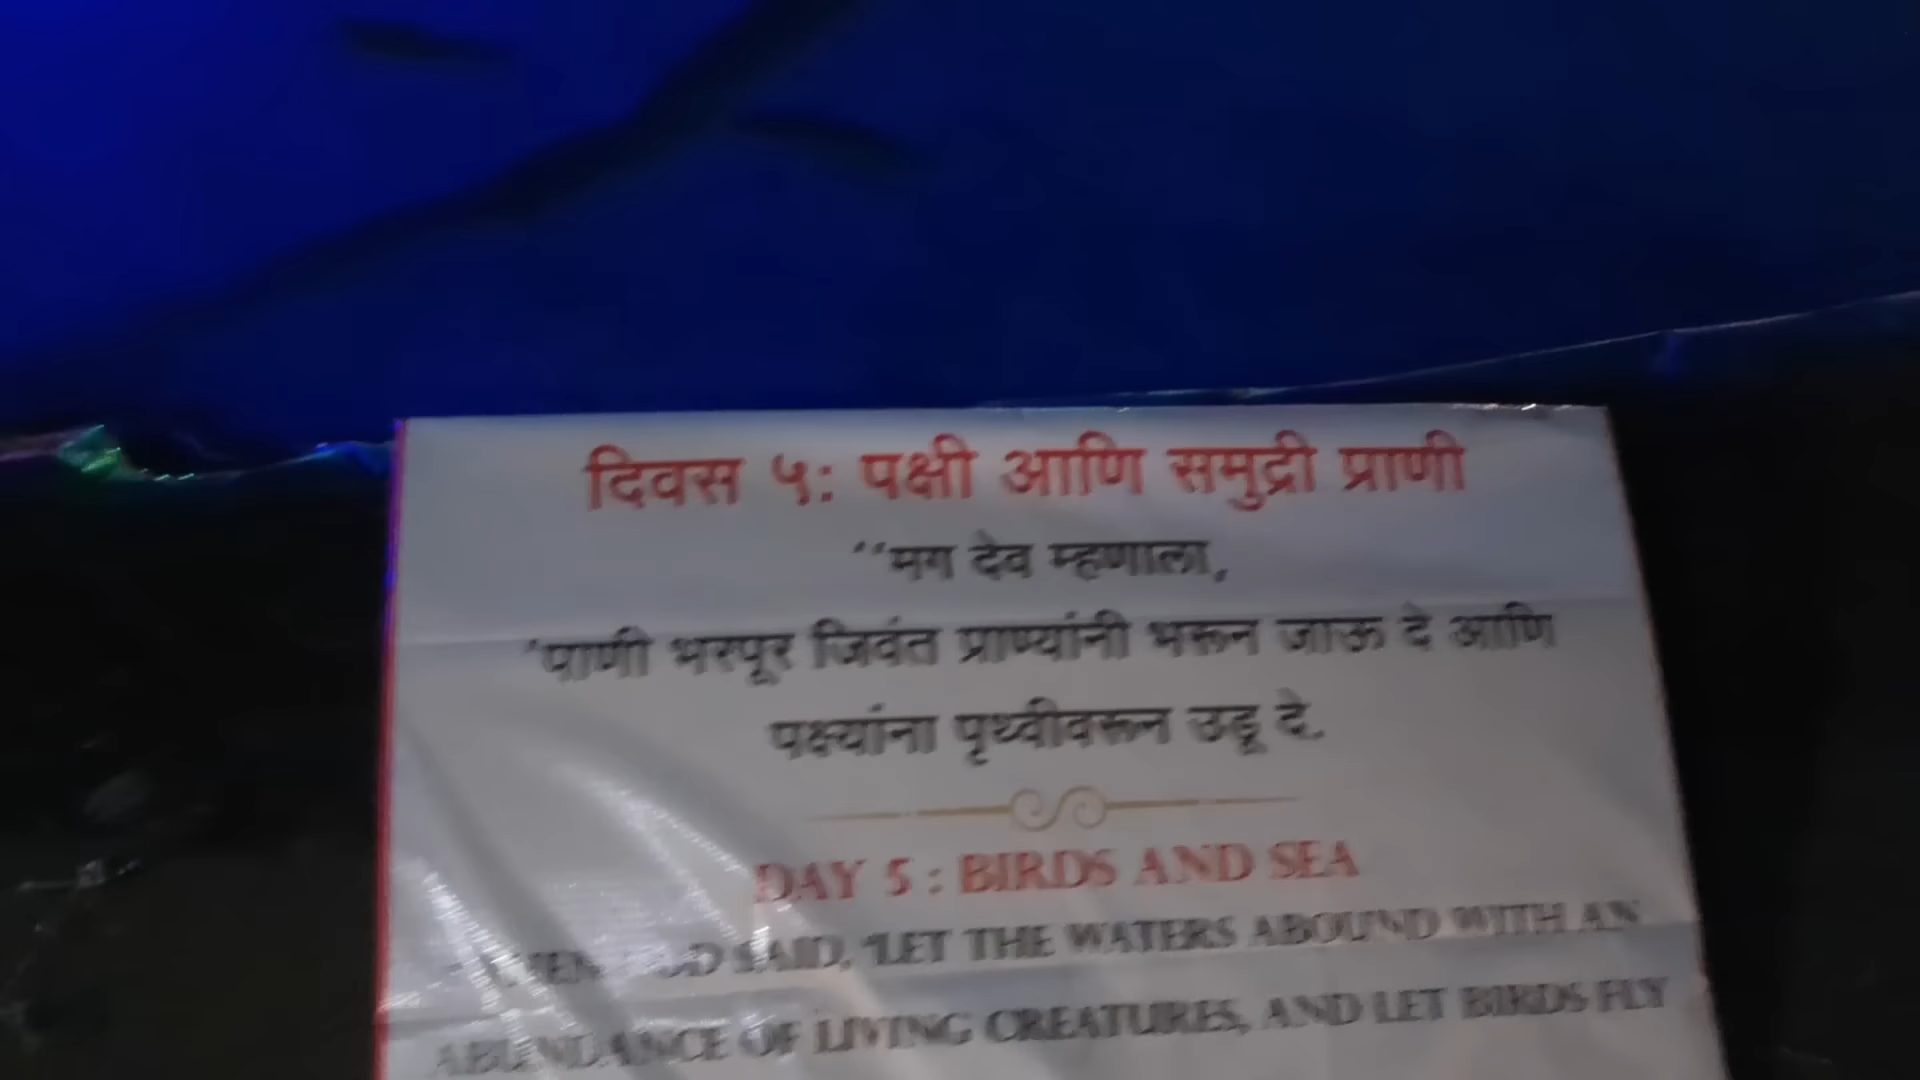 दिवस ५: पक्षी आणि समुद्री प्राणी
‘‘मग देव म्हणाला,
‘पाणी भरपूर जिवंत प्राण्यांनी भरून जाऊ दे आणि
पक्ष्यांना पृथ्वीवरून उडू दे.
DAY 5 : BIRDS AND SEA
SAID, ‘LET THE WATERS ABOUND WITH AN
ABUNDANCE OF LIVING CREATURES, AND LET BIRDS FLY